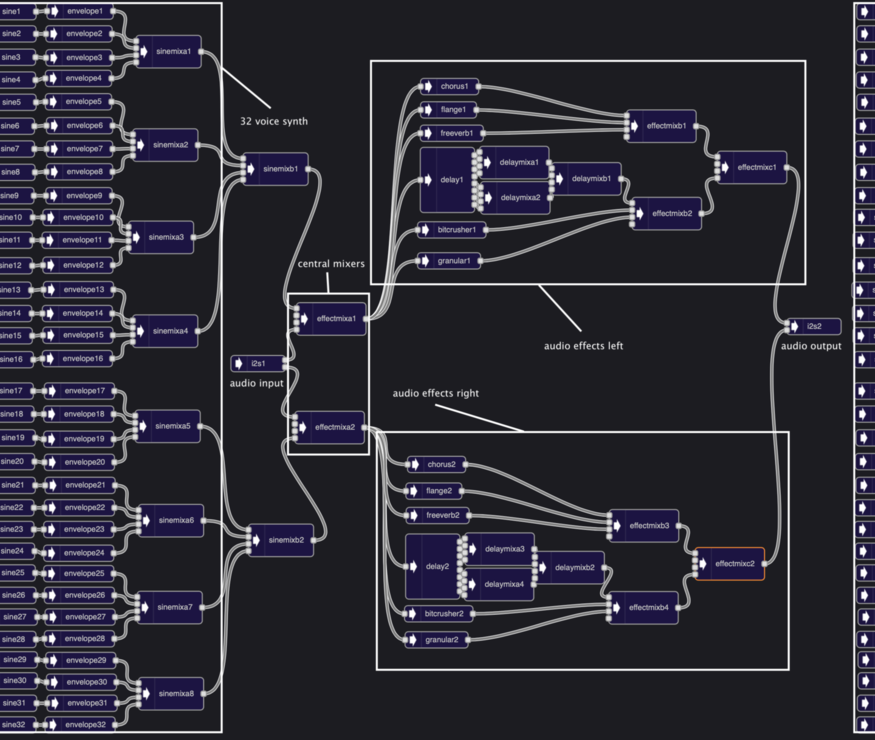 sine1 envelope1
sine2 envelope2
sine3 envelope3
sine4 envelope4
sinemixa1
sine5 envelope5
sine6 envelope6
sine7 envelope7
sine8 envelope8
sinemixa2
sine9 envelope9
sine10 envelope10
sine11 envelope11
sine12 envelope12
sinemixa3
sine13 envelope13
sine14 envelope14
sine15 envelope15
sine16 envelope16
sinemixa4
sine17 envelope17
sine18 envelope18
sine19 envelope19
sine20 envelope20
sinemixa5
sine21 envelope21
sine22 envelope22
sine23 envelope23
sine24 envelope24
sinemixa6
sine25 envelope25
sine26 envelope26
sine27 envelope27
sine28 envelope28
sinemixa7
sine29 envelope29
sine30 envelope30
sine31 envelope31
sine32 envelope32
sinemixa8
32 voice synth
sinemixb1
sinemixb2
central mixers
effectmixa1
i2s1
audio input
effectmixa2
chorus1
flange1
freeverb1
delay1
delaymixa1
delaymixa2
delaymixb1
bitcrusher1
granular1
effectmixb1
effectmixb2
effectmixc1
audio effects left
i2s2
audio output
audio effects right
chorus2
flange2
freeverb2
delay2
delaymixa3
delaymixa4
delaymixb2
bitcrusher2
granular2
effectmixb3
effectmixb4
effectmixc2